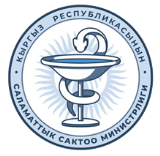 КЫРГЫЗ РЕСПУБЛИКАСЫНЫН
САЛАМАТТЫК САКТОО МИНИСТРЛИГИ